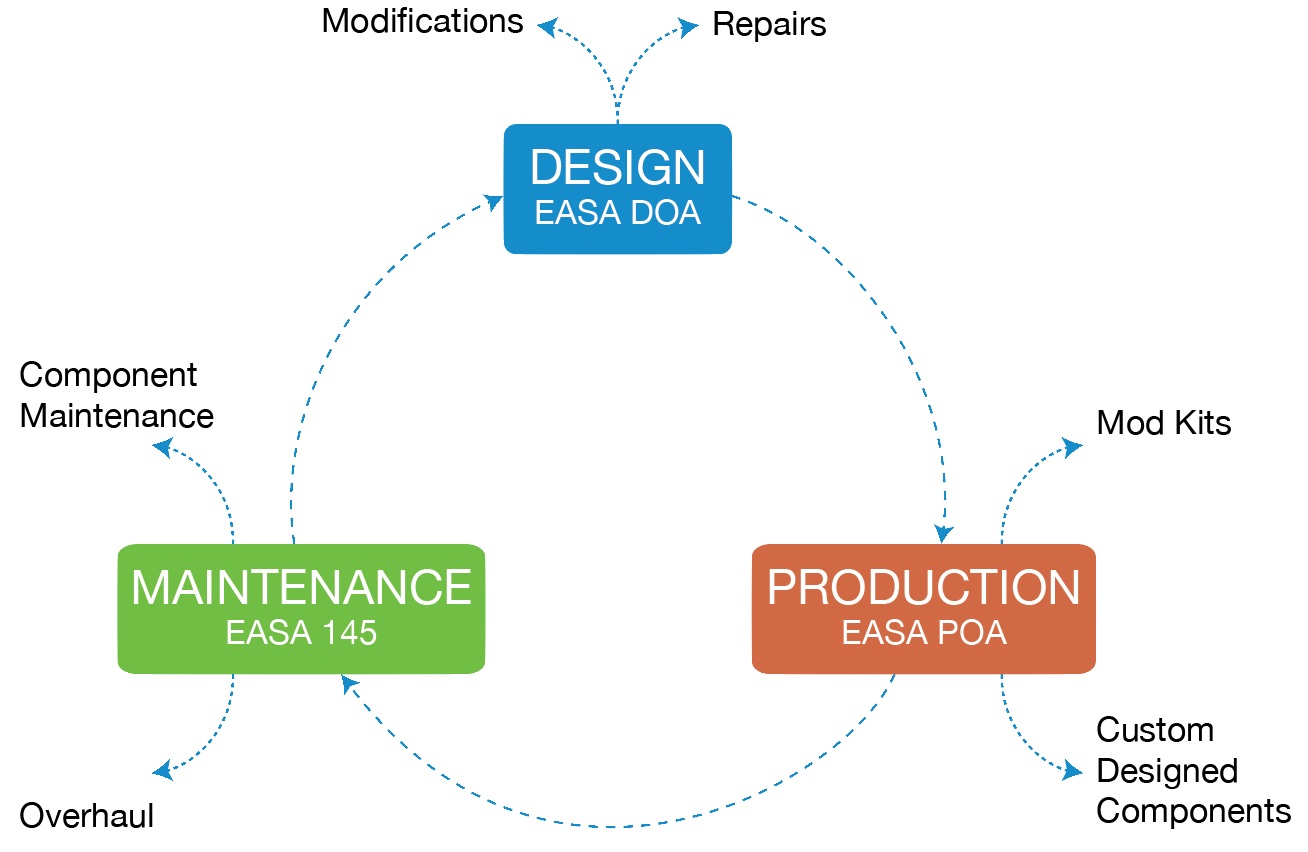 Modifications
Repairs
DESIGN
EASA DOA
Component
Maintenance
Mod Kits
MAINTENANCE
EASA 145
PRODUCTION
EASA POA
Overhaul
Custom
Designed
Components